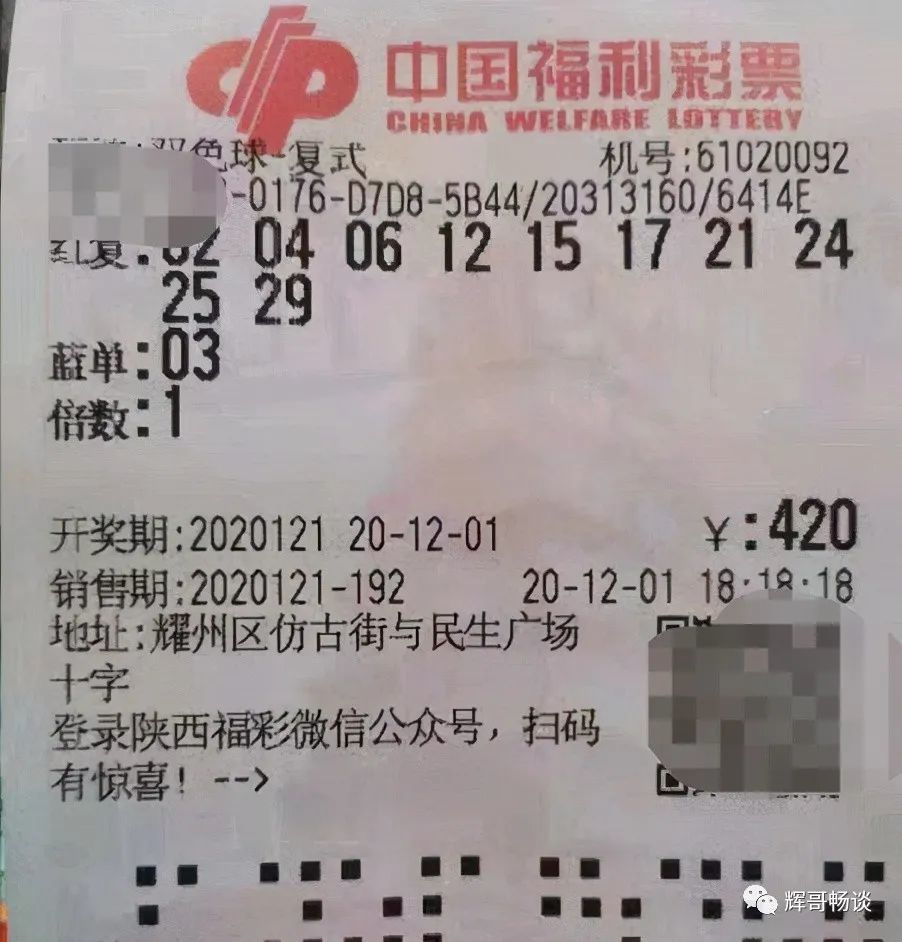 中国福利彩票
CHINA WELFARE LOTTERY
双色球-复式 机号:61020092
-0176-D7D8-5B44/20313160/6414E
红复:02 04 06 12 15 17 21 24
25 29
蓝单:03
倍数:1
开奖期:2020121 20-12-01 ￥:420
销售期:2020121-192 20-12-01 18:18:18
地址:耀州区仿古街与民生广场
十字
登录陕西福彩微信公众号，扫码
有惊喜！-->
辉哥畅谈